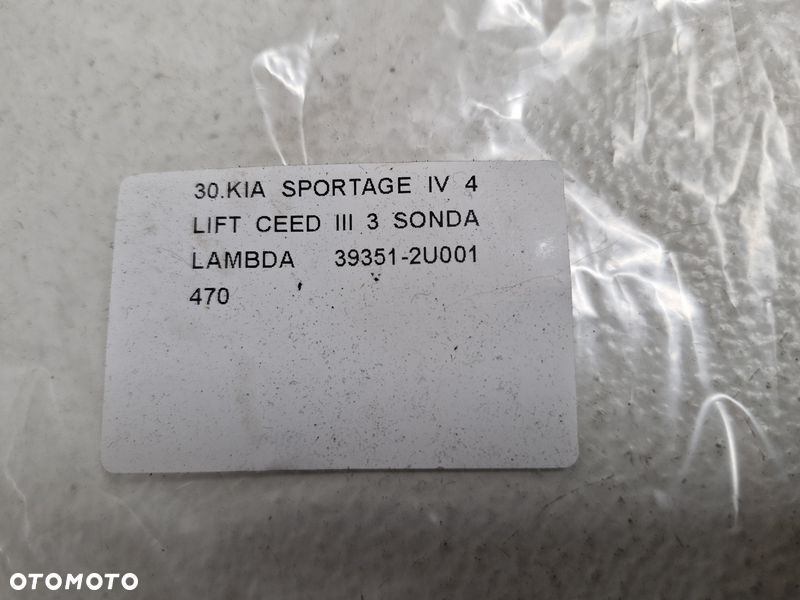 30.KIA SPORTAGE IV 4
LIFT CEED III 3 SONDA
LAMBDA 39351-2U001
470
OTOMOTO